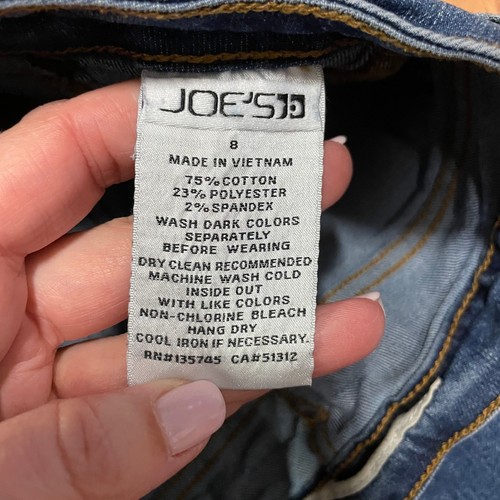 JOE'S
8
MADE IN VIETNAM
75% COTTON
23% POLYESTER
2% SPANDEX
WASH DARK COLORS
SEPARATELY
BEFORE WEARING
DRY CLEAN RECOMMENDED
MACHINE WASH COLD
INSIDE OUT
WITH LIKE COLORS
NON-CHLORINE BLEACH
HANG DRY
COOL IRON IF NECESSARY.
RN#135745 CA#51312